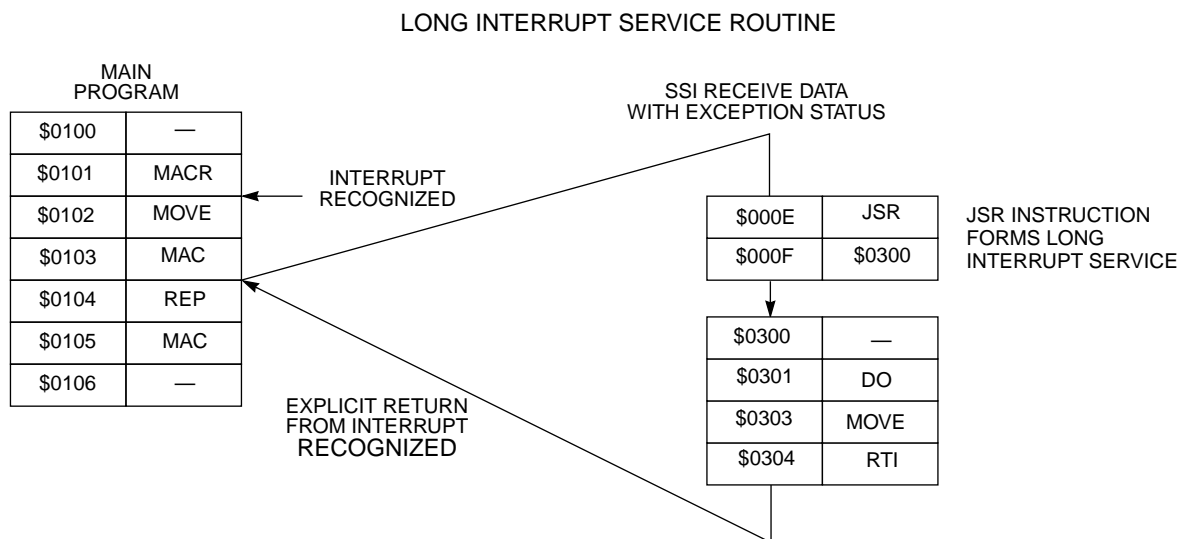 LONG INTERRUPT SERVICE ROUTINE
MAIN
PROGRAM
$0100 —
$0101 MACR
$0102 MOVE
$0103 MAC
$0104 REP
$0105 MAC
$0106 —
INTERRUPT
RECOGNIZED
SSI RECEIVE DATA
WITH EXCEPTION STATUS
$000E JSR
$000F $0300
JSR INSTRUCTION
FORMS LONG
INTERRUPT SERVICE
$0300 —
$0301 DO
$0303 MOVE
$0304 RTI
EXPLICIT RETURN
FROM INTERRUPT
RECOGNIZED